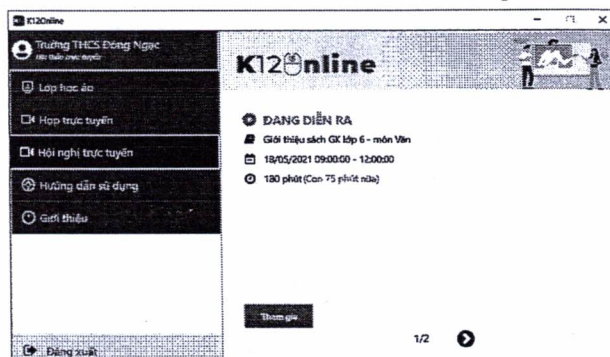 K12Online
Trường THCS Đông Ngạc
Lớp học ảo
Họp trực tuyến
Hội nghị trực tuyến
Hướng dẫn sử dụng
Giới thiệu
Đăng xuất
K12Online
ĐANG DIỄN RA
Giới thiệu sách GK lớp 6 - môn Văn
18/05/2021 09:00:00 - 12:00:00
180 phút (Còn 75 phút nữa)
Tham gia
1/2